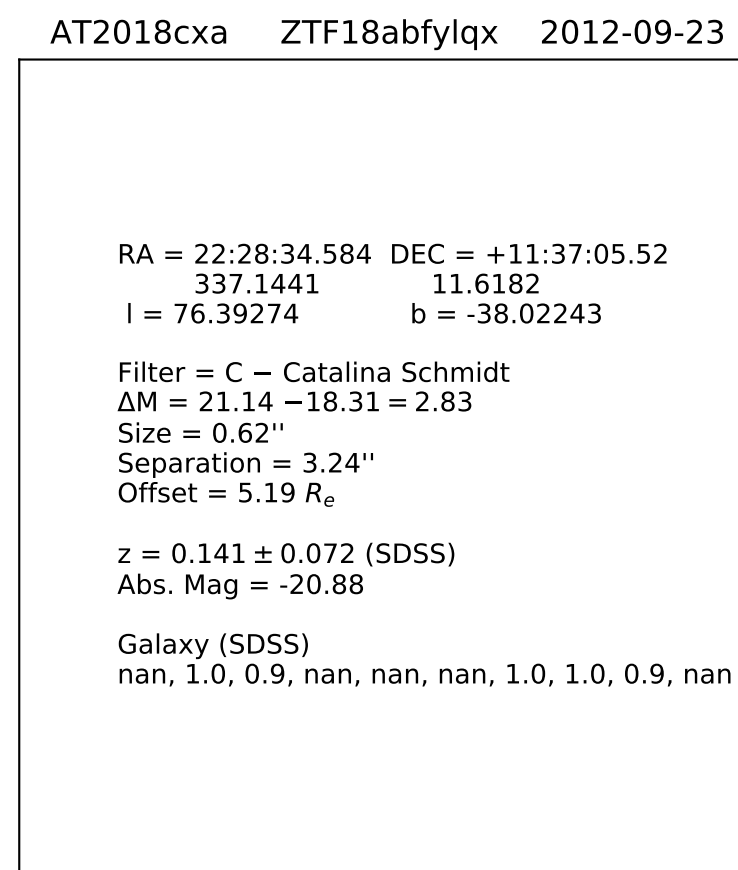 AT2018cxa ZTF18abfylqx 2012-09-23
RA = 22:28:34.584 DEC = +11:37:05.52
337.1441 11.6182
l = 76.39274 b = -38.02243
Filter = C − Catalina Schmidt
ΔM = 21.14 −18.31 = 2.83
Size = 0.62''
Separation = 3.24''
Offset = 5.19 Rₑ
z = 0.141 ± 0.072 (SDSS)
Abs. Mag = -20.88
Galaxy (SDSS)
nan, 1.0, 0.9, nan, nan, nan, 1.0, 1.0, 0.9, nan